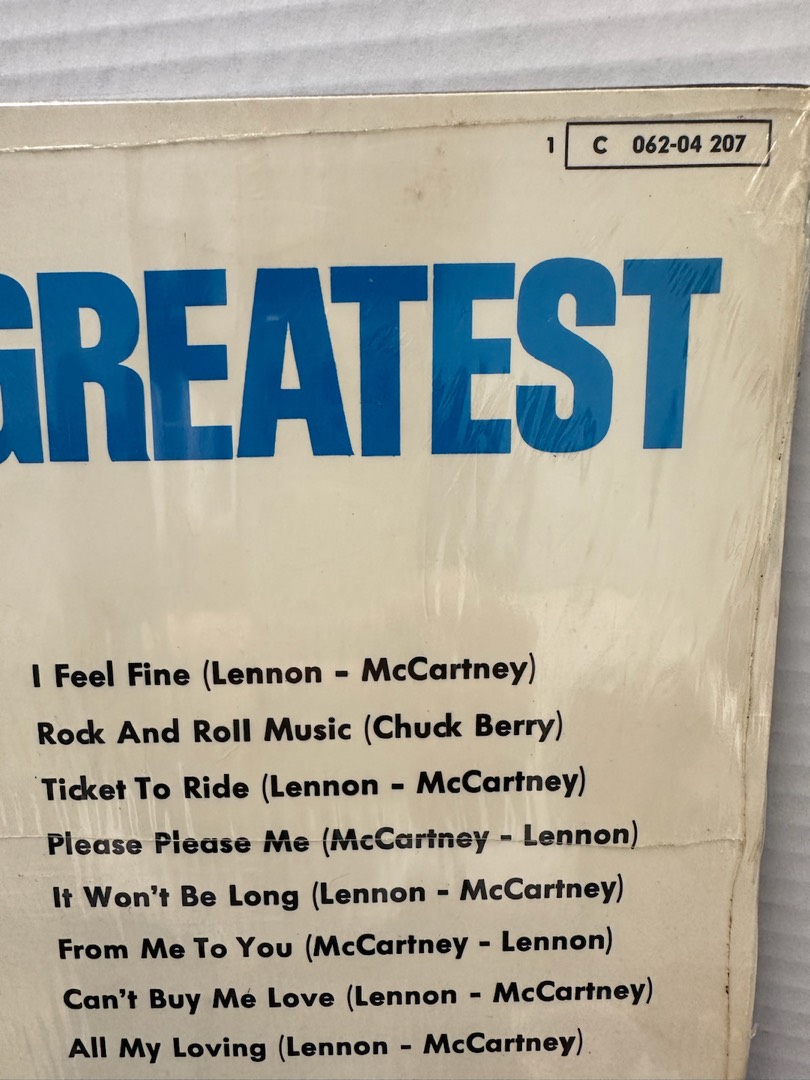 1 C 062-04 207
GREATEST
I Feel Fine (Lennon - McCartney)
Rock And Roll Music (Chuck Berry)
Ticket To Ride (Lennon - McCartney)
Please Please Me (McCartney - Lennon)
It Won't Be Long (Lennon - McCartney)
From Me To You (McCartney - Lennon)
Can't Buy Me Love (Lennon - McCartney)
All My Loving (Lennon - McCartney)